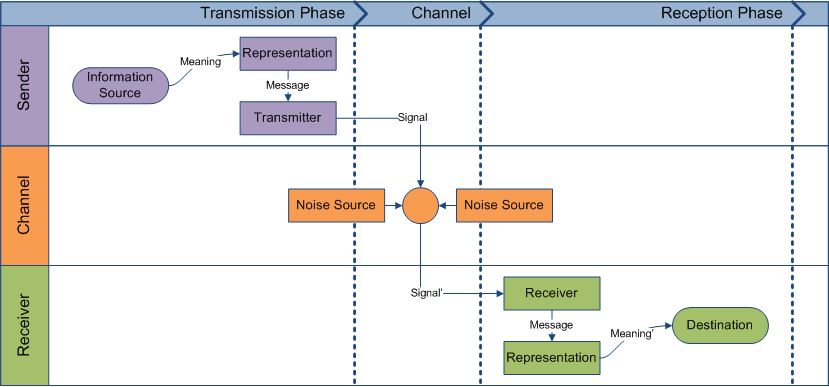 Transmission Phase
Channel
Reception Phase
Sender
Information
Source
Meaning
Representation
Message
Transmitter
Signal
Channel
Noise Source
Noise Source
Receiver
Signal'
Receiver
Message
Representation
Meaning'
Destination